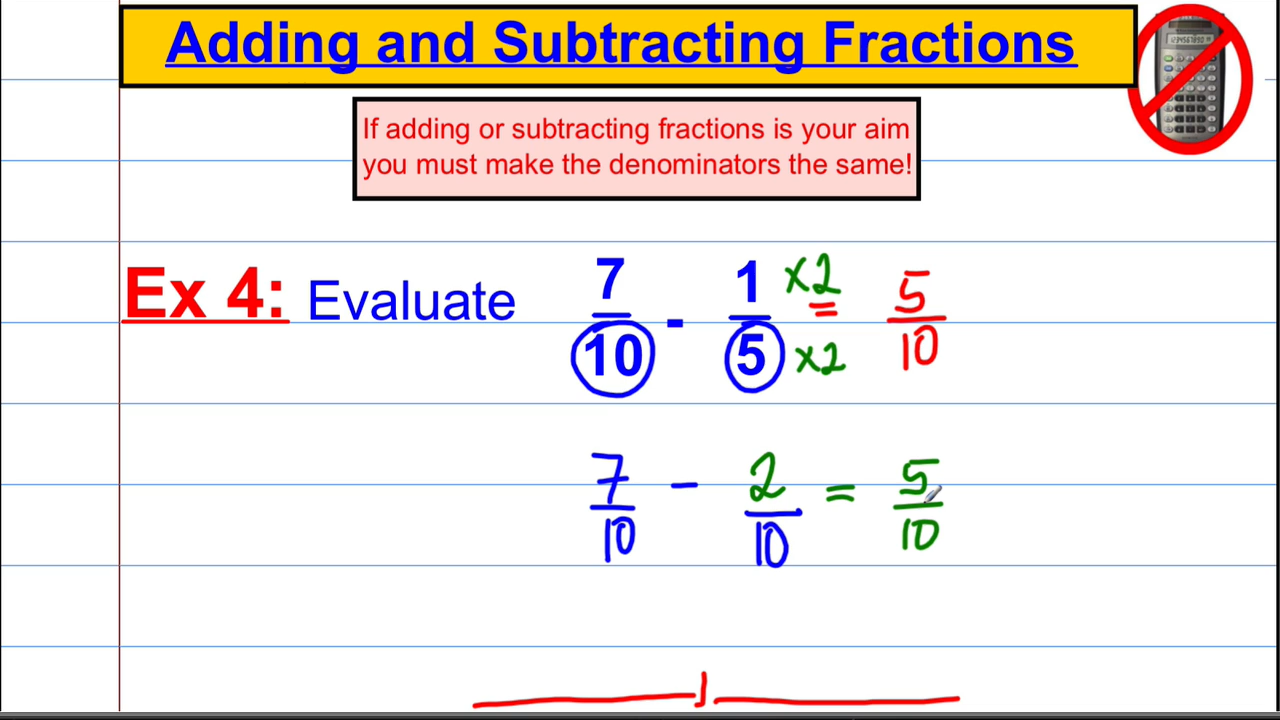 Adding and Subtracting Fractions
If adding or subtracting fractions is your aim
you must make the denominators the same!
Ex 4: Evaluate 7/10 - 1/5 = 5/10
×2
×2
7/10 - 2/10 = 5/10